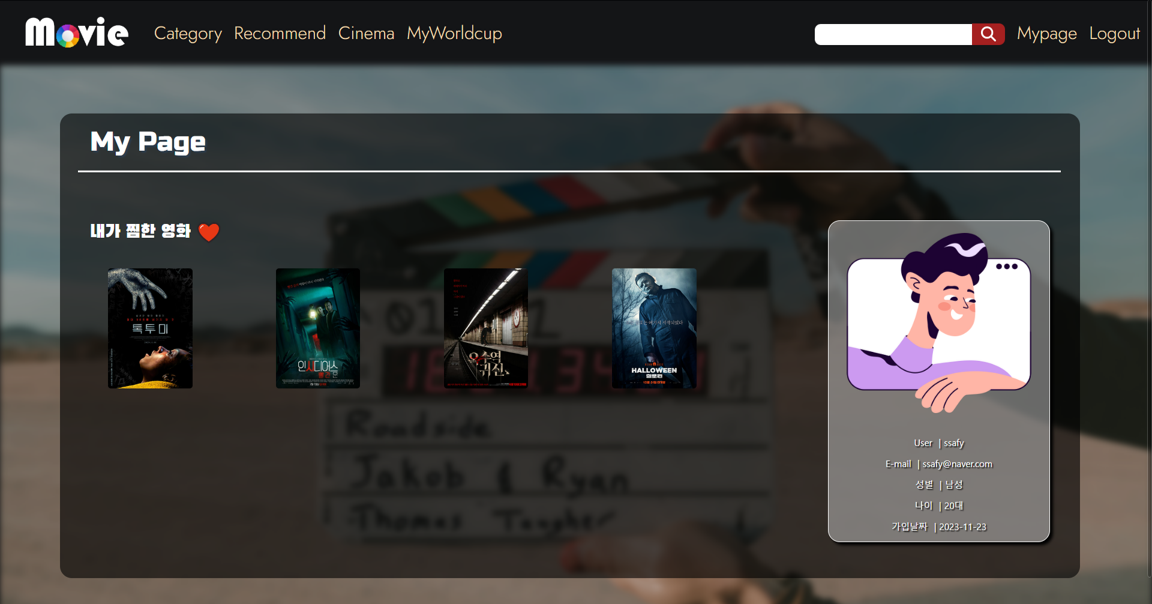 Movie
Category Recommend Cinema MyWorldcup
Mypage Logout
My Page
내가 찜한 영화 ❤️
톡투미
인시디어스
옥수역
귀신
HALLOWEEN
User | ssafy
E-mail | ssafy@naver.com
성별 | 남성
나이 | 20대
가입날짜 | 2023-11-23
Roadside
Jakob & Ryan
Thomas Tougher